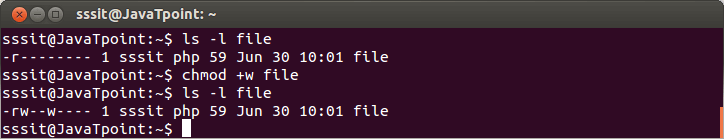 sssit@JavaTpoint: ~
sssit@JavaTpoint:~$ ls -l file
-r-------- 1 sssit php 59 Jun 30 10:01 file
sssit@JavaTpoint:~$ chmod +w file
sssit@JavaTpoint:~$ ls -l file
-rw--w---- 1 sssit php 59 Jun 30 10:01 file
sssit@JavaTpoint:~$